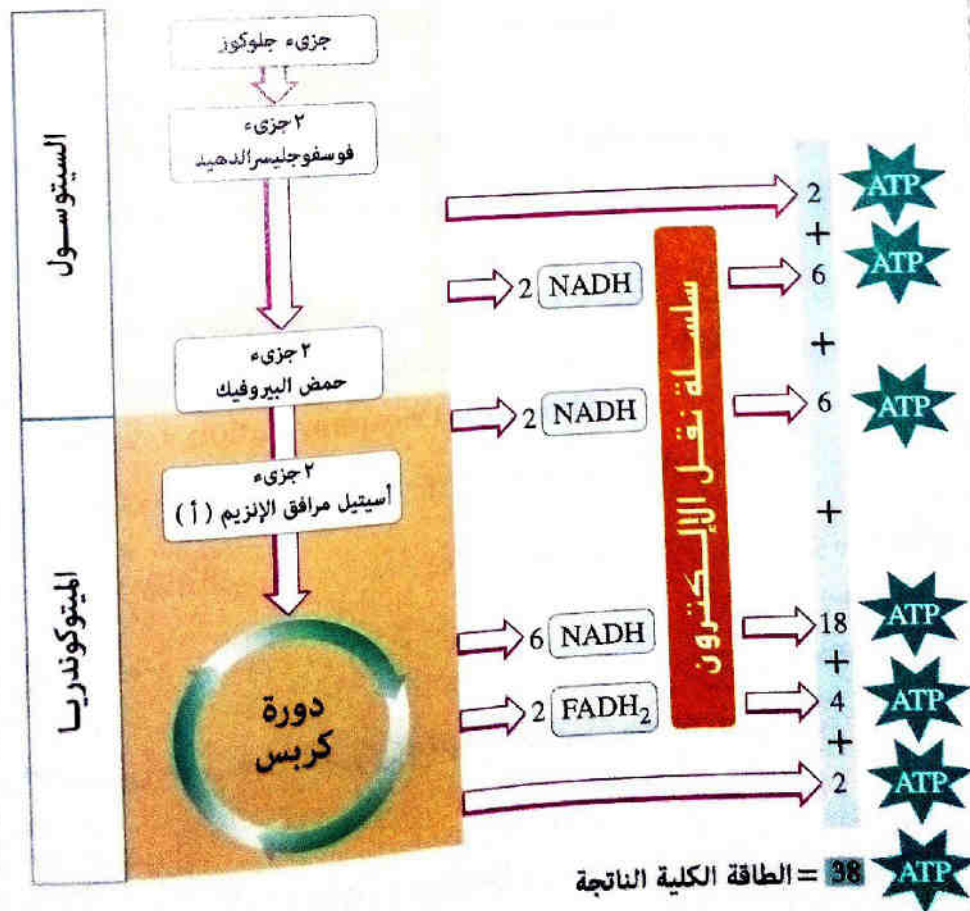 السيتوسول
جزيء جلوكوز
٢ جزيء
فوسفوجليسرالدهيد
2 ATP
+
2 NADH
6 ATP
٢ جزيء
حمض البيروفيك
+
2 NADH
6 ATP
سلسلة نقل الإلكترون
الميتوكوندريا
٢ جزيء
أسيتيل مرافق الإنزيم (أ)
+
دورة
كربس
6 NADH
18 ATP
+
2 FADH₂
4 ATP
+
2 ATP
الطاقة الكلية الناتجة = 38 ATP